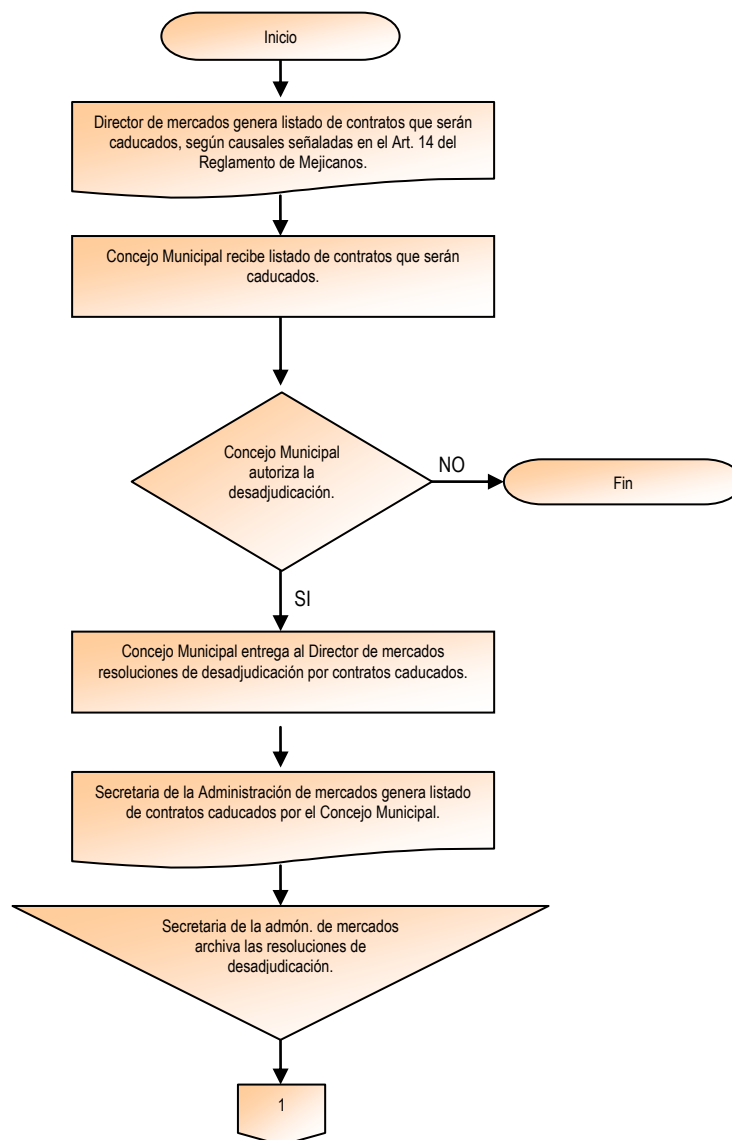 Inicio
Director de mercados genera listado de contratos que serán
caducados, según causales señaladas en el Art. 14 del
Reglamento de Mejicanos.
Concejo Municipal recibe listado de contratos que serán
caducados.
Concejo Municipal
autoriza la
desadjudicación.
NO
Fin
SI
Concejo Municipal entrega al Director de mercados
resoluciones de desadjudicación por contratos caducados.
Secretaria de la Administración de mercados genera listado
de contratos caducados por el Concejo Municipal.
Secretaria de la admón. de mercados
archiva las resoluciones de
desadjudicación.
1